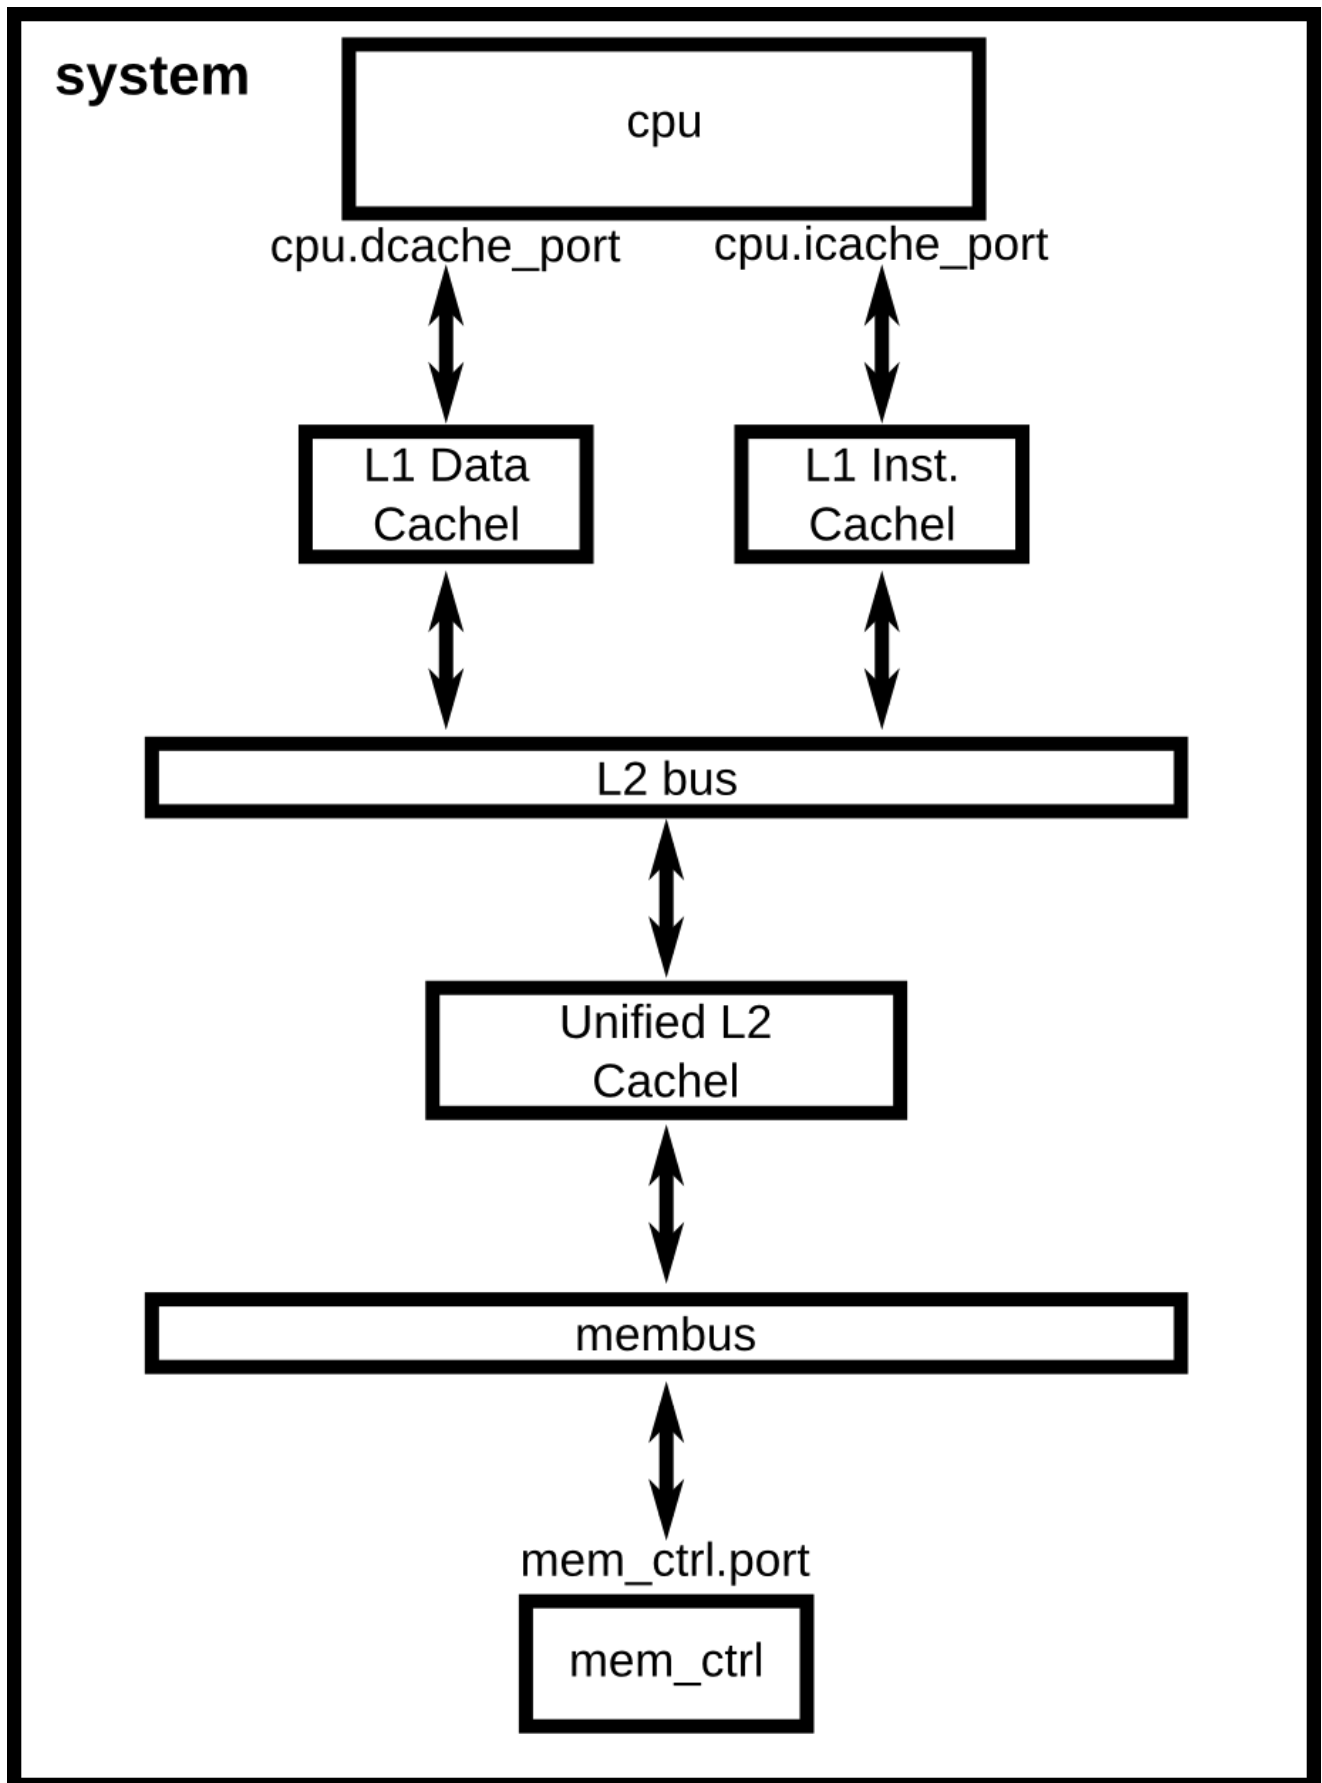 system
cpu
cpu.dcache_port
cpu.icache_port
L1 Data
Cachel
L1 Inst.
Cachel
L2 bus
Unified L2
Cachel
membus
mem_ctrl.port
mem_ctrl